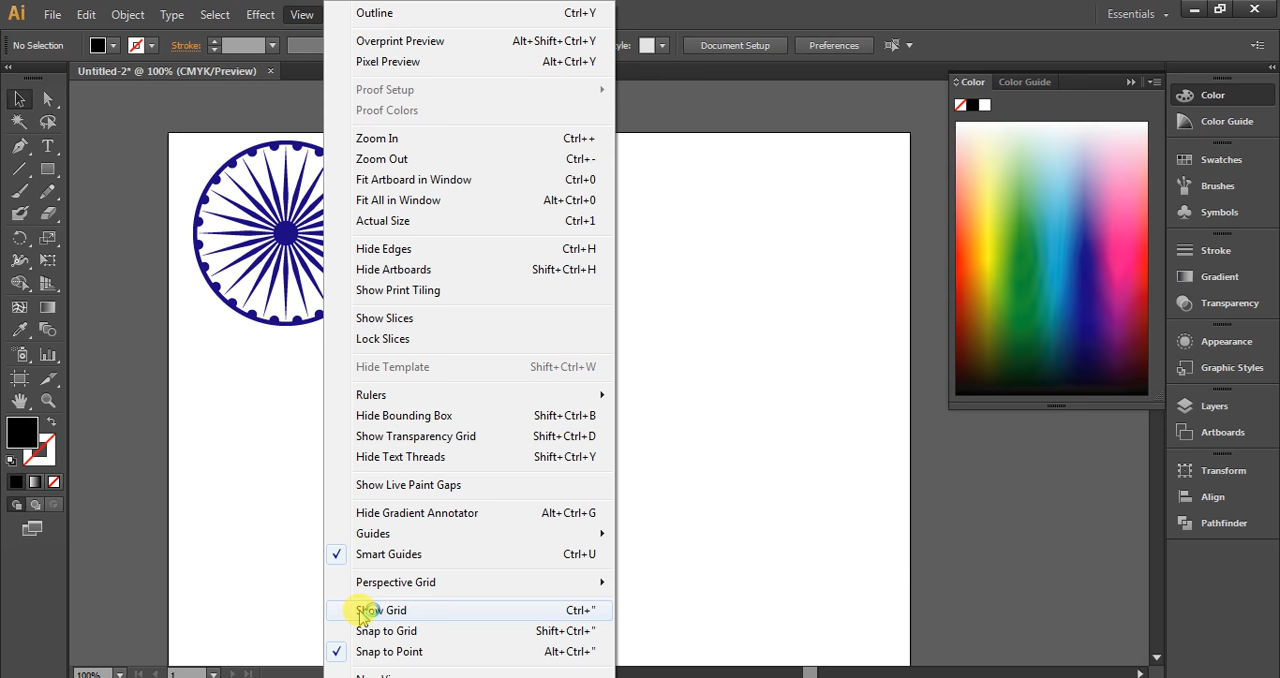 Ai File Edit Object Type Select Effect View Essentials
No Selection Stroke: Document Setup Preferences
Untitled-2* @ 100% (CMYK/Preview)
Outline Ctrl+Y
Overprint Preview Alt+Shift+Ctrl+Y
Pixel Preview Alt+Ctrl+Y
Proof Setup
Proof Colors
Zoom In Ctrl++
Zoom Out Ctrl+-
Fit Artboard in Window Ctrl+0
Fit All in Window Alt+Ctrl+0
Actual Size Ctrl+1
Hide Edges Ctrl+H
Hide Artboards Shift+Ctrl+H
Show Print Tiling
Show Slices
Lock Slices
Hide Template Shift+Ctrl+W
Rulers
Hide Bounding Box Shift+Ctrl+B
Show Transparency Grid Shift+Ctrl+D
Hide Text Threads Shift+Ctrl+Y
Show Live Paint Gaps
Hide Gradient Annotator Alt+Ctrl+G
Guides
Smart Guides Ctrl+U
Perspective Grid
Show Grid Ctrl+"
Snap to Grid Shift+Ctrl+"
Snap to Point Alt+Ctrl+"
Color Color Guide
Color
Color Guide
Swatches
Brushes
Symbols
Stroke
Gradient
Transparency
Appearance
Graphic Styles
Layers
Artboards
Transform
Align
Pathfinder
100% 1